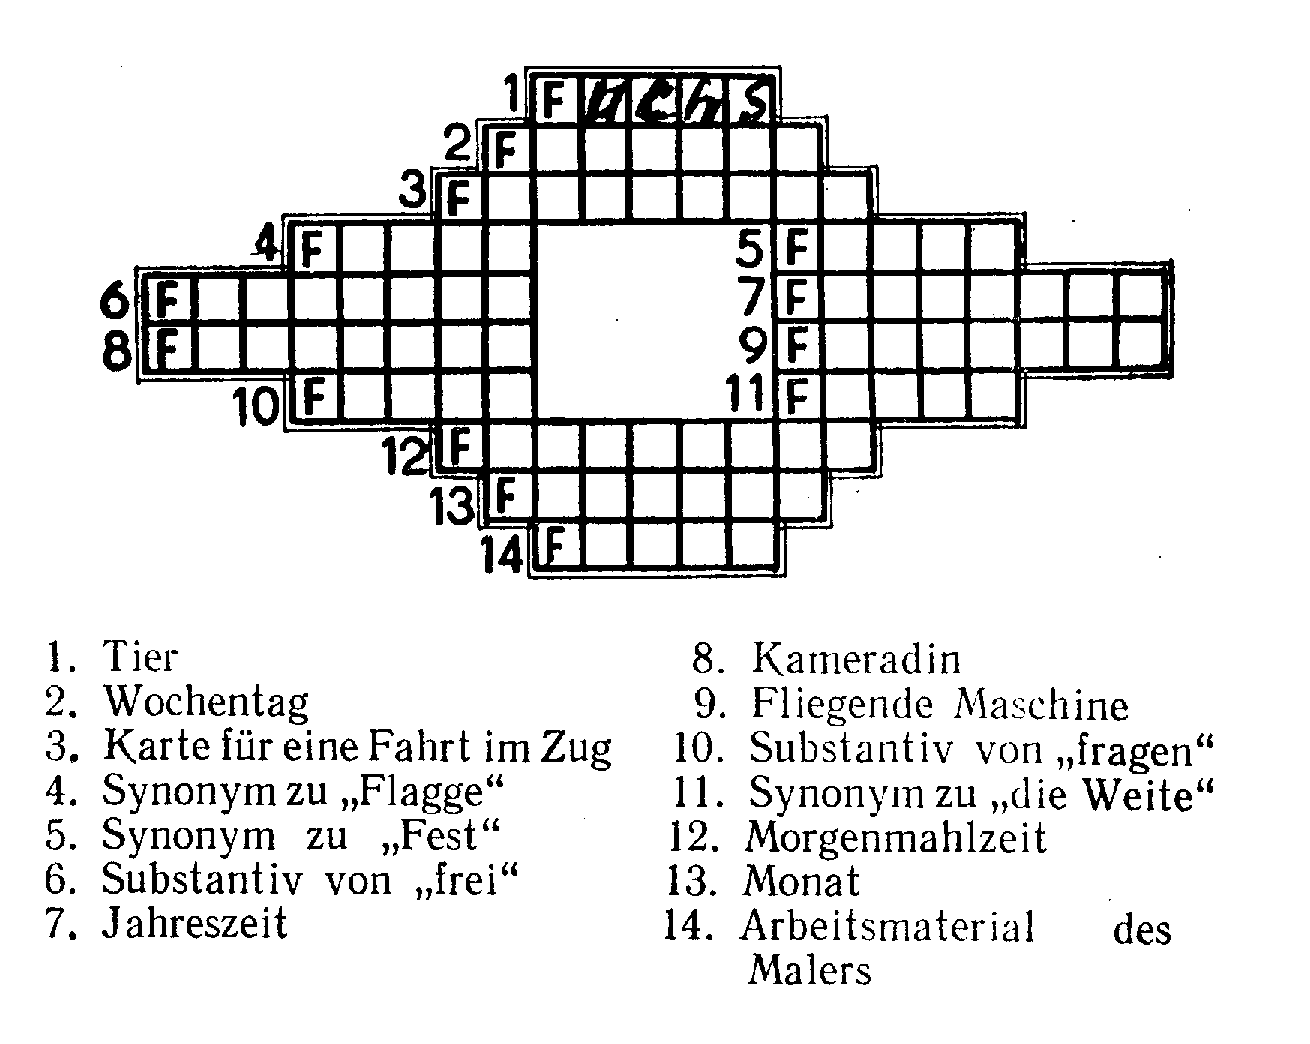 1 F u c h s
2 F
3 F
4 F 5 F
6 F 7 F
8 F 9 F
10 F 11 F
12 F
13 F
14 F
1. Tier
2. Wochentag
3. Karte für eine Fahrt im Zug
4. Synonym zu „Flagge“
5. Synonym zu „Fest“
6. Substantiv von „frei“
7. Jahreszeit
8. Kameradin
9. Fliegende Maschine
10. Substantiv von „fragen“
11. Synonym zu „die Weite“
12. Morgenmahlzeit
13. Monat
14. Arbeitsmaterial des
Malers